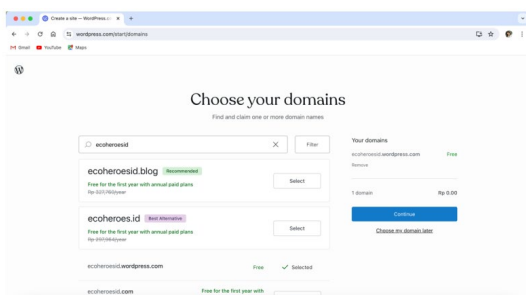 Create a site — WordPress.co
wordpress.com/start/domains
Gmail YouTube Maps
Choose your domains
Find and claim one or more domain names
ecoheroesid
Filter
ecoheroesid.blog Recommended
Free for the first year with annual paid plans
Select
ecoheroes.id Best Alternative
Free for the first year with annual paid plans
Select
ecoheroesid.wordpress.com Free Selected
ecoheroesid.com Free for the first year with
Your domains
ecoheroesid.wordpress.com Free
Remove
1 domain Rp 0.00
Continue
Choose my domain later